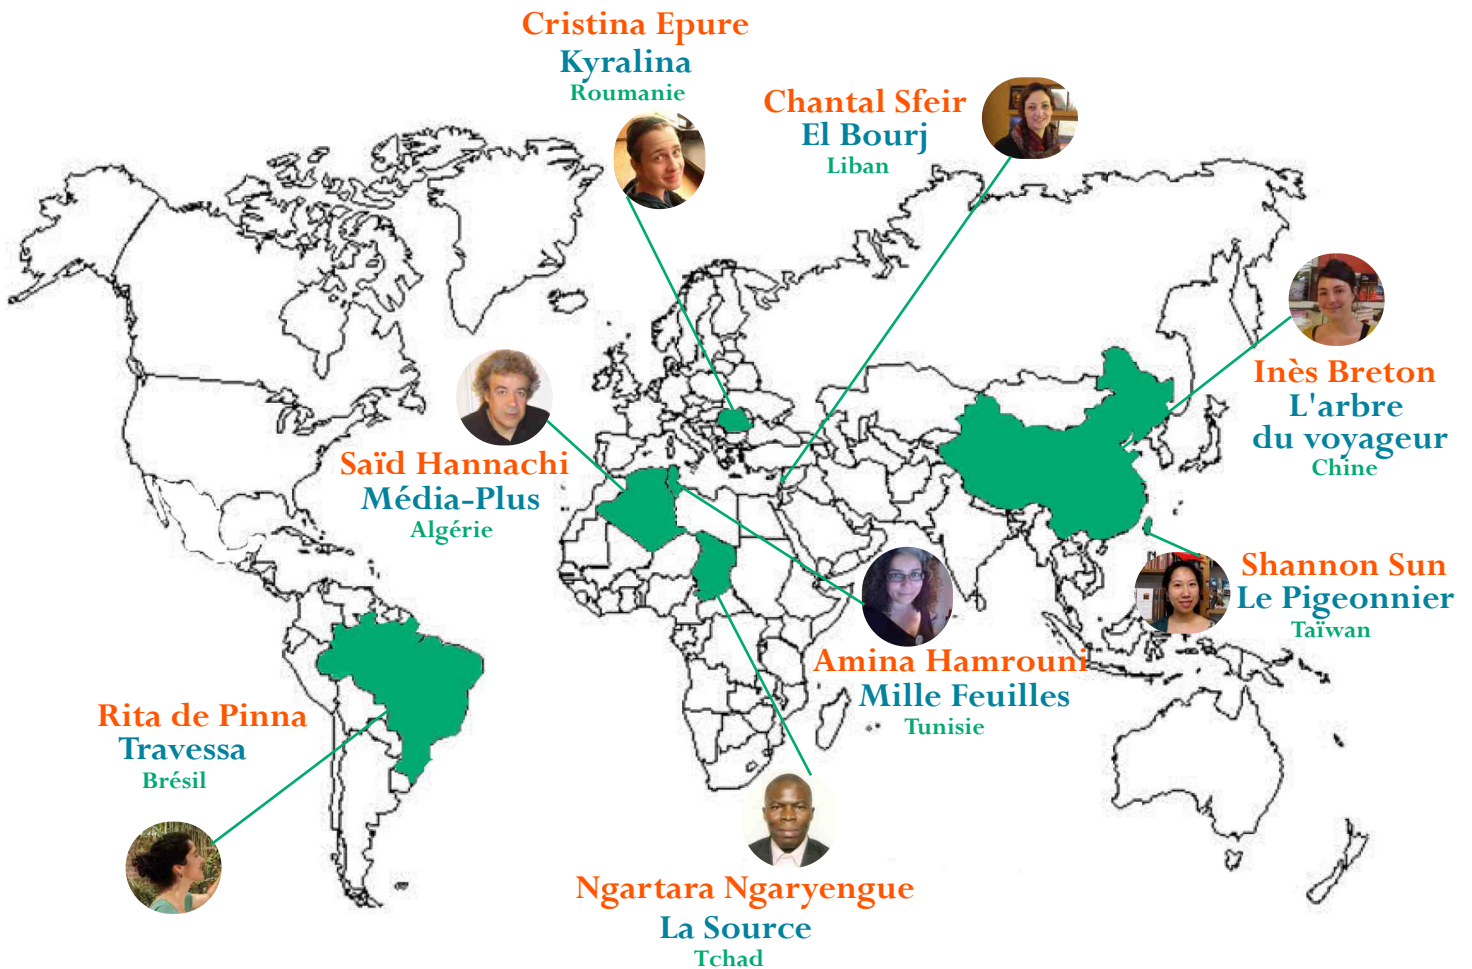 Cristina Epure
Kyralina
Roumanie
Chantal Sfeir
El Bourj
Liban
Inès Breton
L'arbre
du voyageur
Chine
Saïd Hannachi
Média-Plus
Algérie
Shannon Sun
Le Pigeonnier
Taïwan
Amina Hamrouni
Mille Feuilles
Tunisie
Rita de Pinna
Travessa
Brésil
Ngartara Ngaryengue
La Source
Tchad